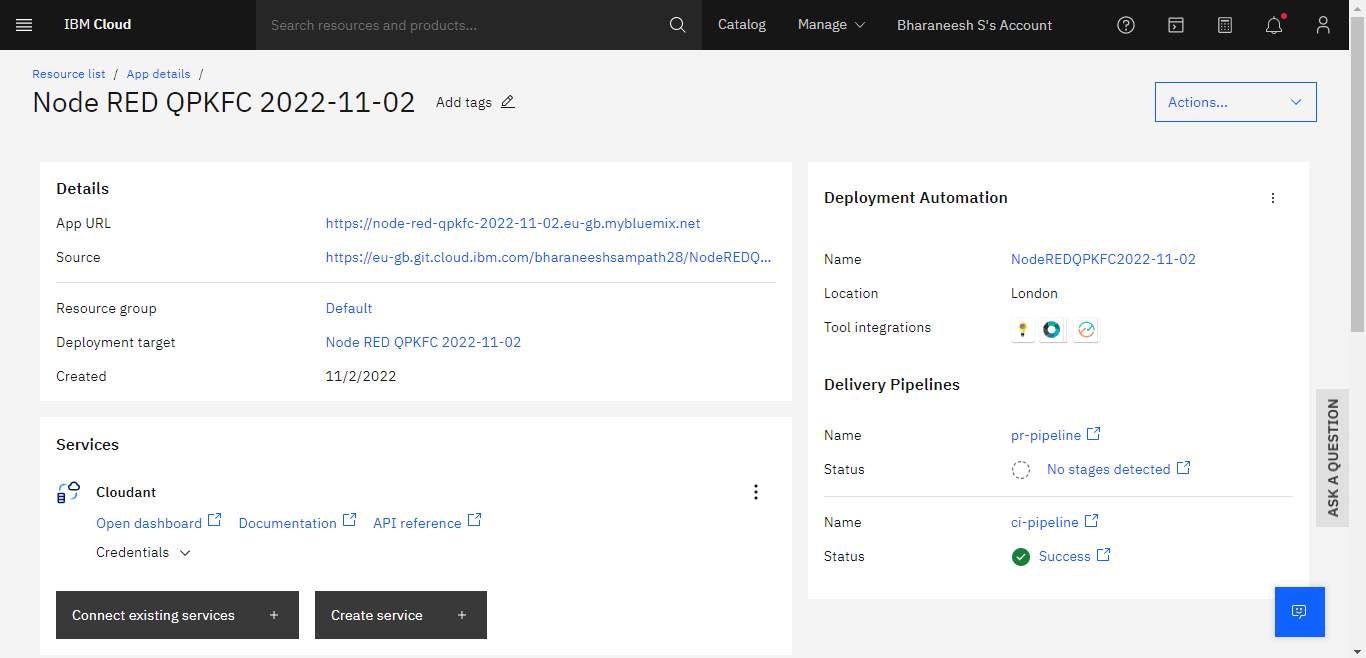 IBM Cloud
Search resources and products...
Catalog
Manage
Bharaneesh S's Account
Resource list / App details /
Node RED QPKFC 2022-11-02
Add tags
Actions...
Details
App URL https://node-red-qpkfc-2022-11-02.eu-gb.mybluemix.net
Source https://eu-gb.git.cloud.ibm.com/bharaneeshsampath28/NodeREDQ...
Resource group Default
Deployment target Node RED QPKFC 2022-11-02
Created 11/2/2022
Services
Cloudant
Open dashboard Documentation API reference
Credentials
Connect existing services +
Create service +
Deployment Automation
Name NodeREDQPKFC2022-11-02
Location London
Tool integrations
Delivery Pipelines
Name pr-pipeline
Status No stages detected
Name ci-pipeline
Status Success
ASK A QUESTION